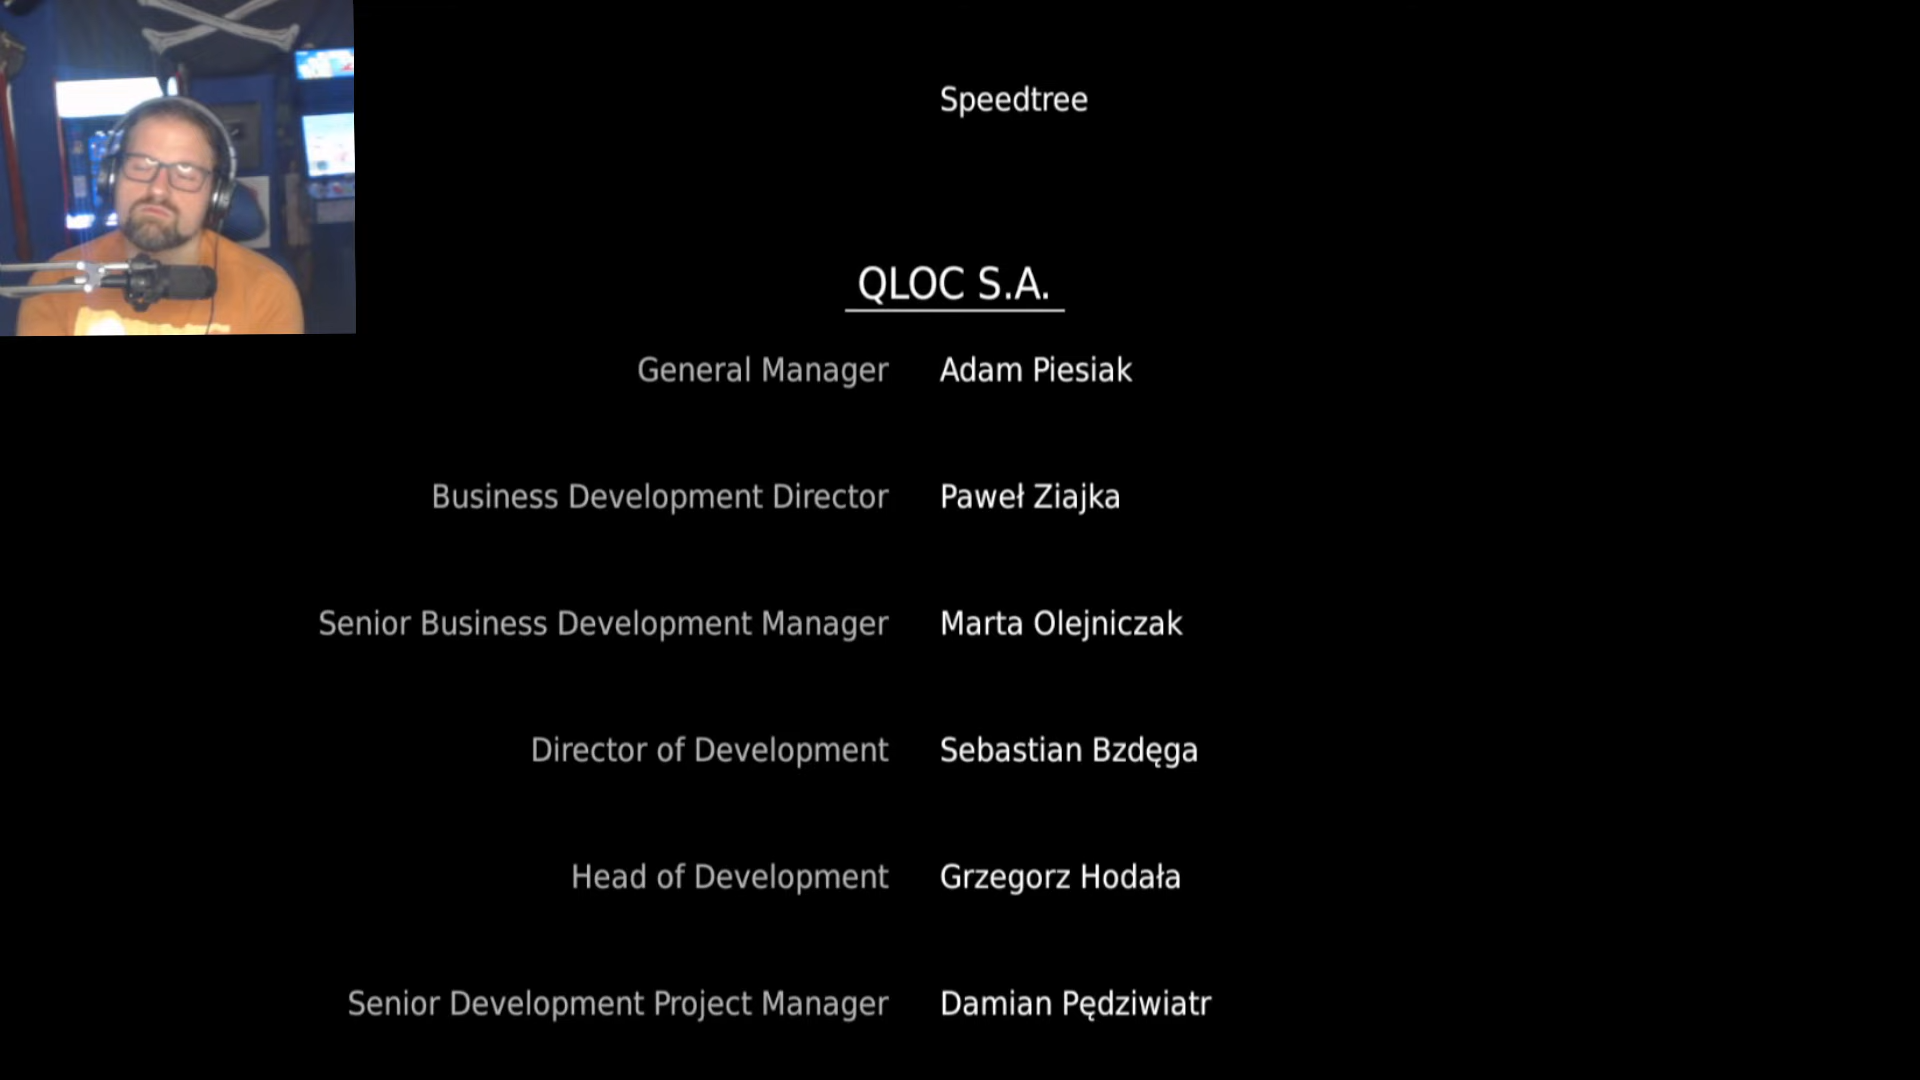 Speedtree
QLOC S.A.
General Manager Adam Piesiak
Business Development Director Paweł Ziajka
Senior Business Development Manager Marta Olejniczak
Director of Development Sebastian Bzdęga
Head of Development Grzegorz Hodała
Senior Development Project Manager Damian Pędziwiatr